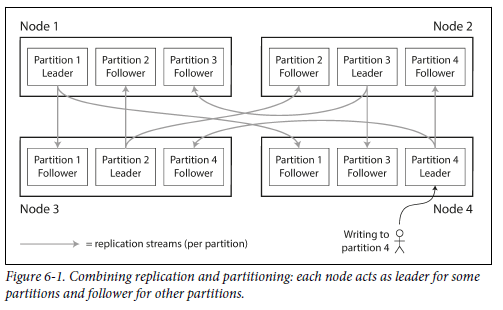 Node 1
Node 2
Partition 1 Leader
Partition 2 Follower
Partition 3 Follower
Partition 2 Follower
Partition 3 Leader
Partition 4 Follower
Partition 1 Follower
Partition 2 Leader
Partition 4 Follower
Partition 1 Follower
Partition 3 Follower
Partition 4 Leader
Node 3
Node 4
Writing to
partition 4
= replication streams (per partition)
Figure 6-1. Combining replication and partitioning: each node acts as leader for some
partitions and follower for other partitions.